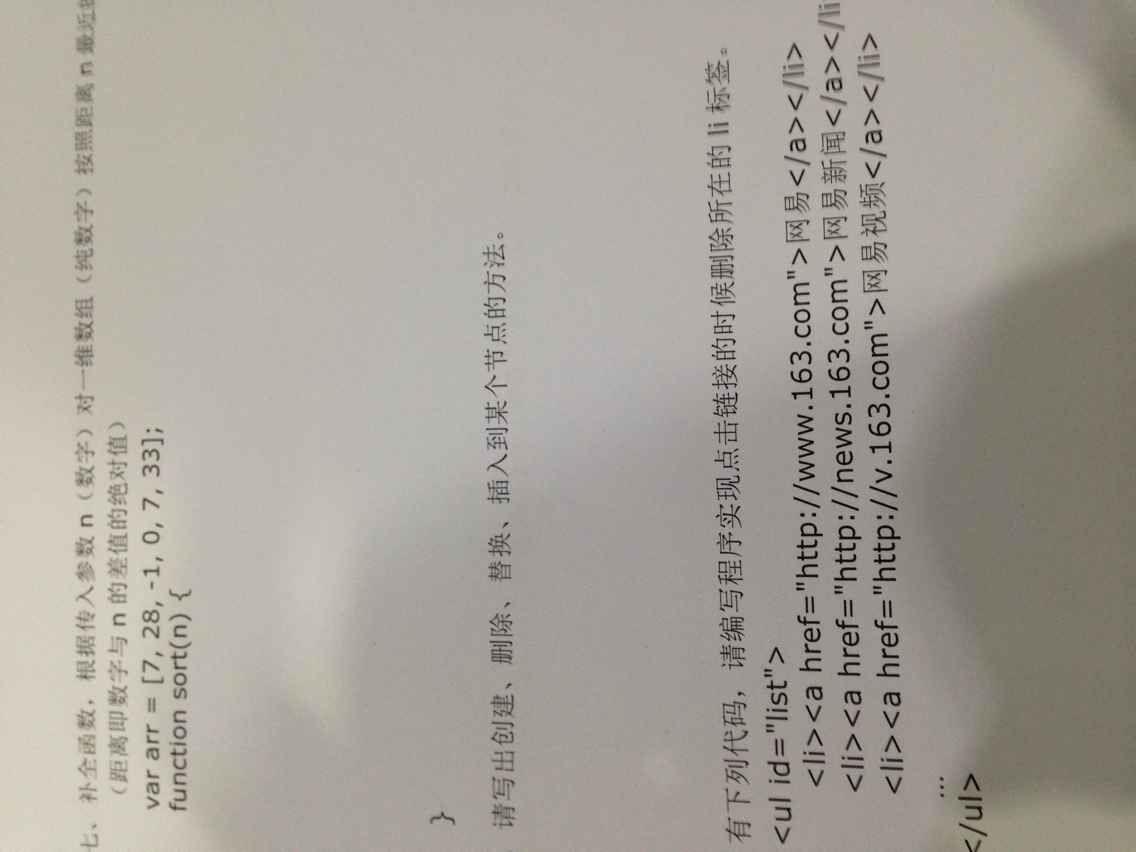 七、补全函数，根据传入参数 n（数字）对一维数组（纯数字）按照距离 n 最近
（距离即数字与 n 的差值的绝对值）
var arr = [7, 28, -1, 0, 7, 33];
function sort(n) {
}
请写出创建、删除、替换、插入到某个节点的方法。
有下列代码，请编写程序实现点击链接的时候删除所在的 li 标签。
<ul id="list">
<li><a href="http://www.163.com">网易</a></li>
<li><a href="http://news.163.com">网易新闻</a></li
<li><a href="http://v.163.com">网易视频</a></li>
...
</ul>